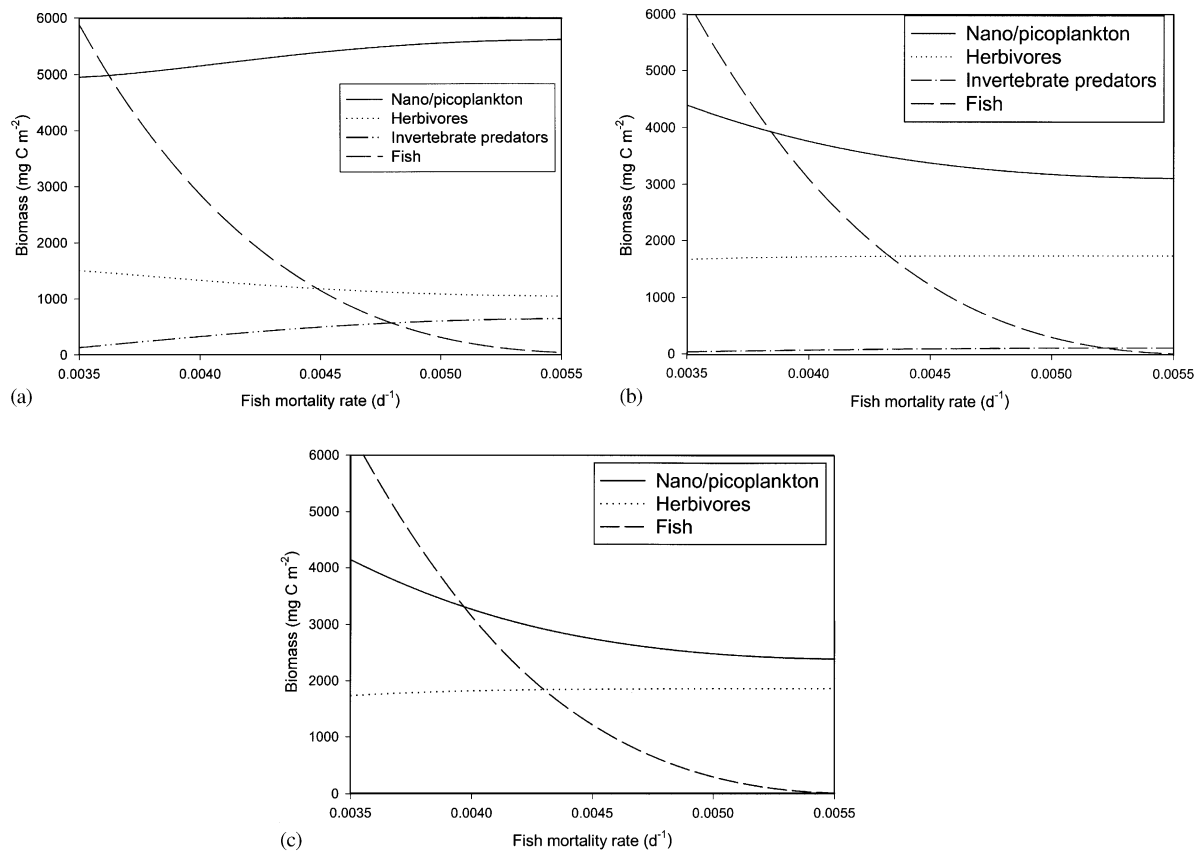 6000
5000
4000
3000
2000
1000
0
Biomass (mg C m-2)
Nano/picoplankton
Herbivores
Invertebrate predators
Fish
0.0035 0.0040 0.0045 0.0050 0.0055
Fish mortality rate (d-1)
(a)
6000
5000
4000
3000
2000
1000
0
Biomass (mg C m-2)
Nano/picoplankton
Herbivores
Invertebrate predators
Fish
0.0035 0.0040 0.0045 0.0050 0.0055
Fish mortality rate (d-1)
(b)
6000
5000
4000
3000
2000
1000
0
Biomass (mg C m-2)
Nano/picoplankton
Herbivores
Fish
0.0035 0.0040 0.0045 0.0050 0.0055
Fish mortality rate (d-1)
(c)